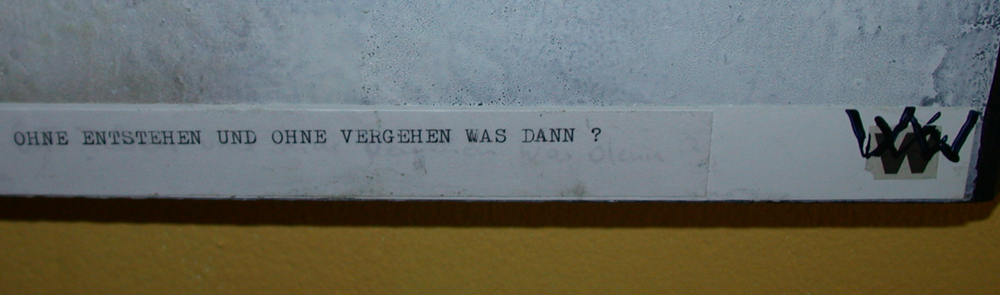 OHNE ENTSTEHEN UND OHNE VERGEHEN WAS DANN ?
W